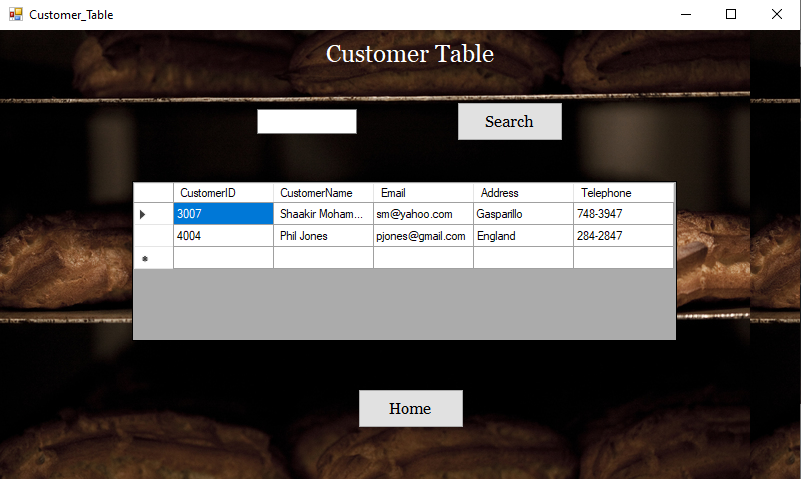 Customer_Table
Customer Table
Search
CustomerID CustomerName Email Address Telephone
3007 Shaakir Moham... sm@yahoo.com Gasparillo 748-3947
4004 Phil Jones pjones@gmail.com England 284-2847
Home